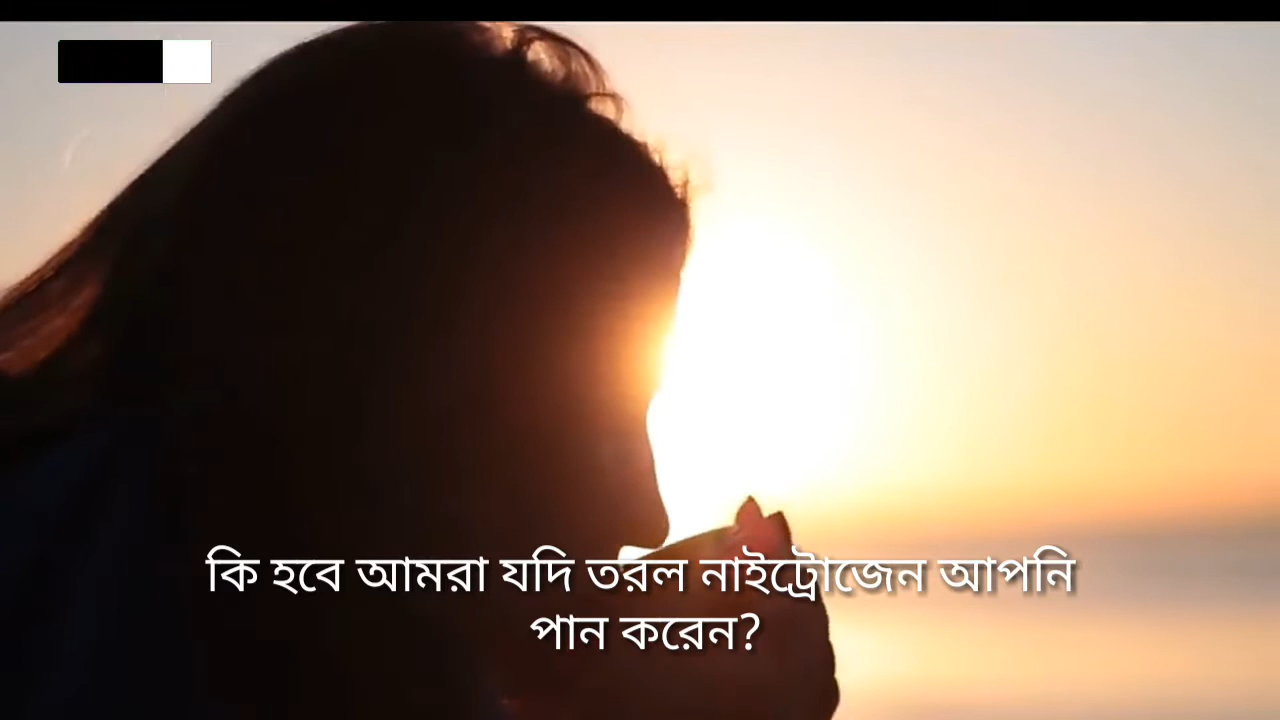 কি হবে আমরা যদি তরল নাইট্রোজেন আপনি
পান করেন?